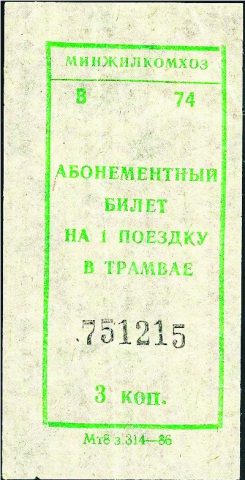 МИНЖИЛКОМХОЗ
В 74
АБОНЕМЕНТНЫЙ
БИЛЕТ
НА 1 ПОЕЗДКУ
В ТРАМВАЕ
751215
3 коп.
Мт8 з.314—86